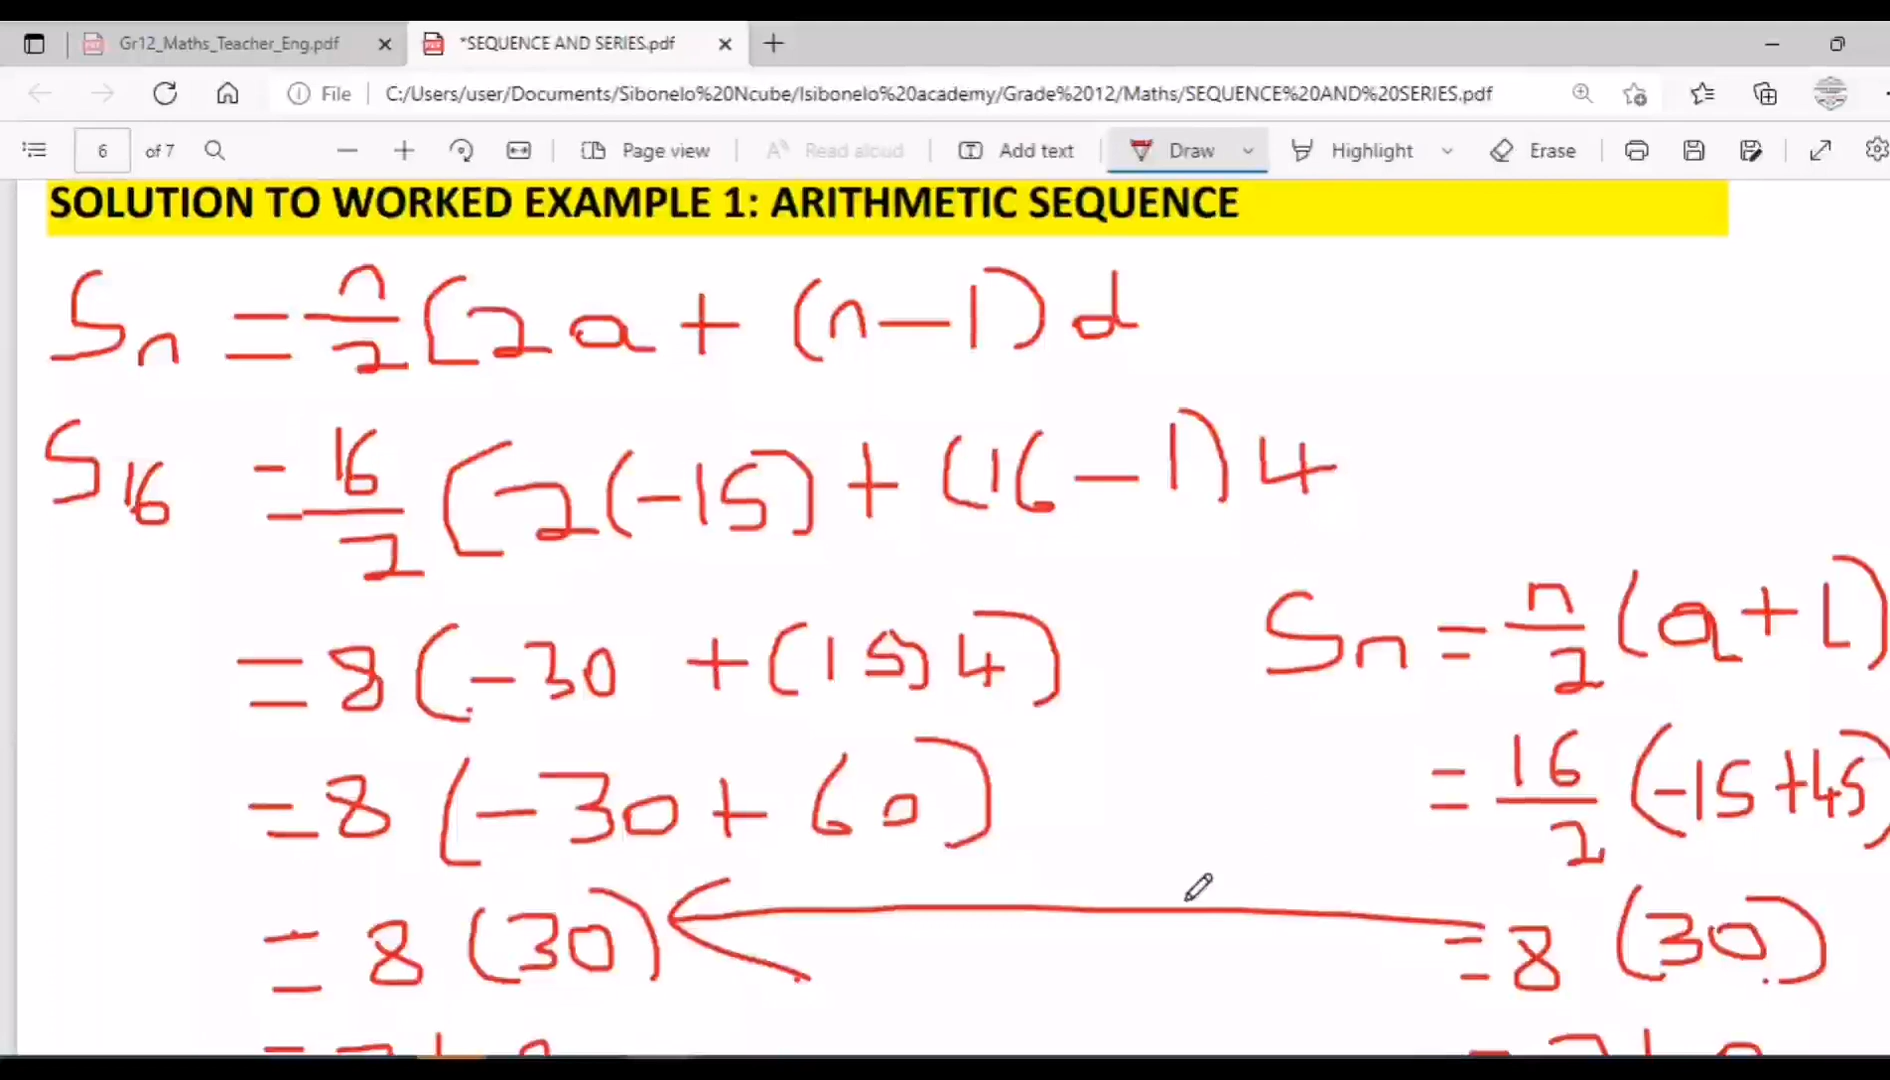 Gr12_Maths_Teacher_Eng.pdf
*SEQUENCE AND SERIES.pdf
File
C:/Users/user/Documents/Sibonelo%20Ncube/Isibonelo%20academy/Grade%2012/Maths/SEQUENCE%20AND%20SERIES.pdf
6 of 7
Page view
Read aloud
Add text
Draw
Highlight
Erase
SOLUTION TO WORKED EXAMPLE 1: ARITHMETIC SEQUENCE
Sn = n/2 [2a + (n-1)d
S16 = 16/2 [2(-15) + (16-1)4
= 8(-30 + (15)4)
= 8(-30+60)
= 8(30)
Sn = n/2 (a+l)
= 16/2 (-15+45)
= 8(30)